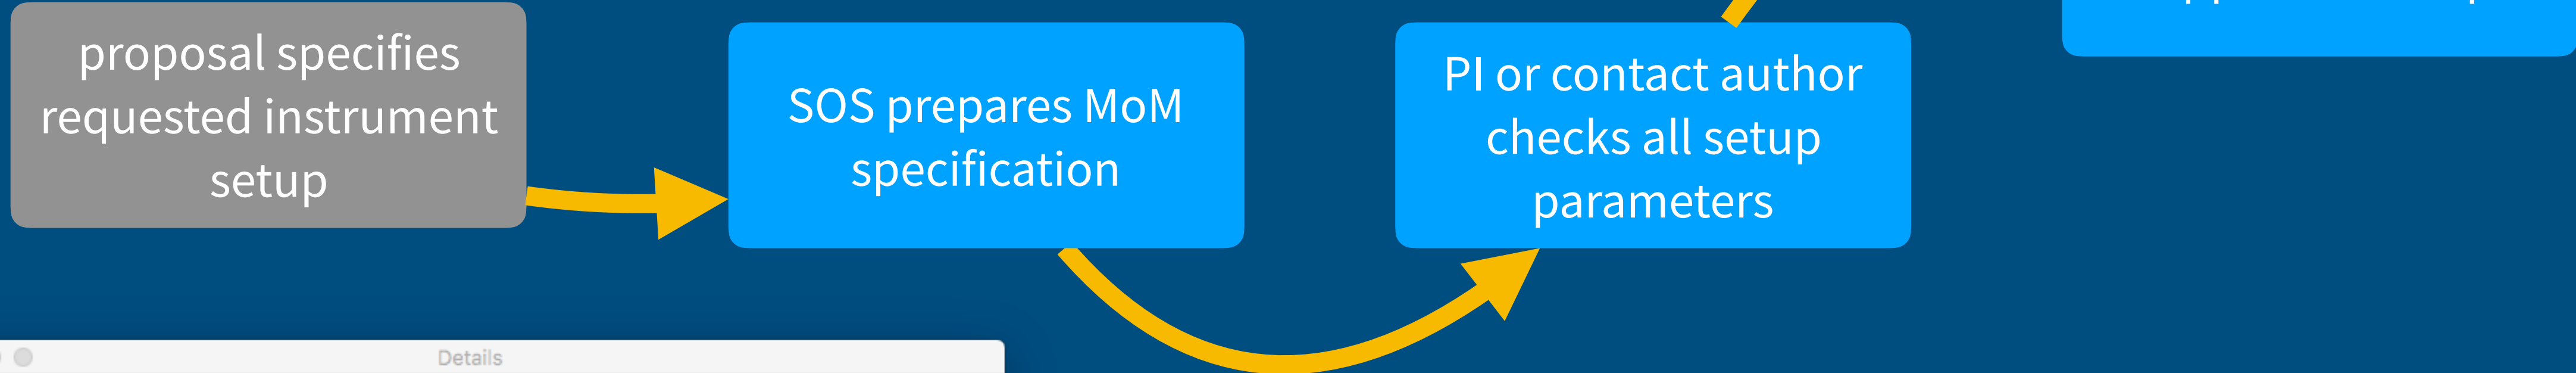 proposal specifies
requested instrument
setup
SOS prepares MoM
specification
PI or contact author
checks all setup
parameters
Details